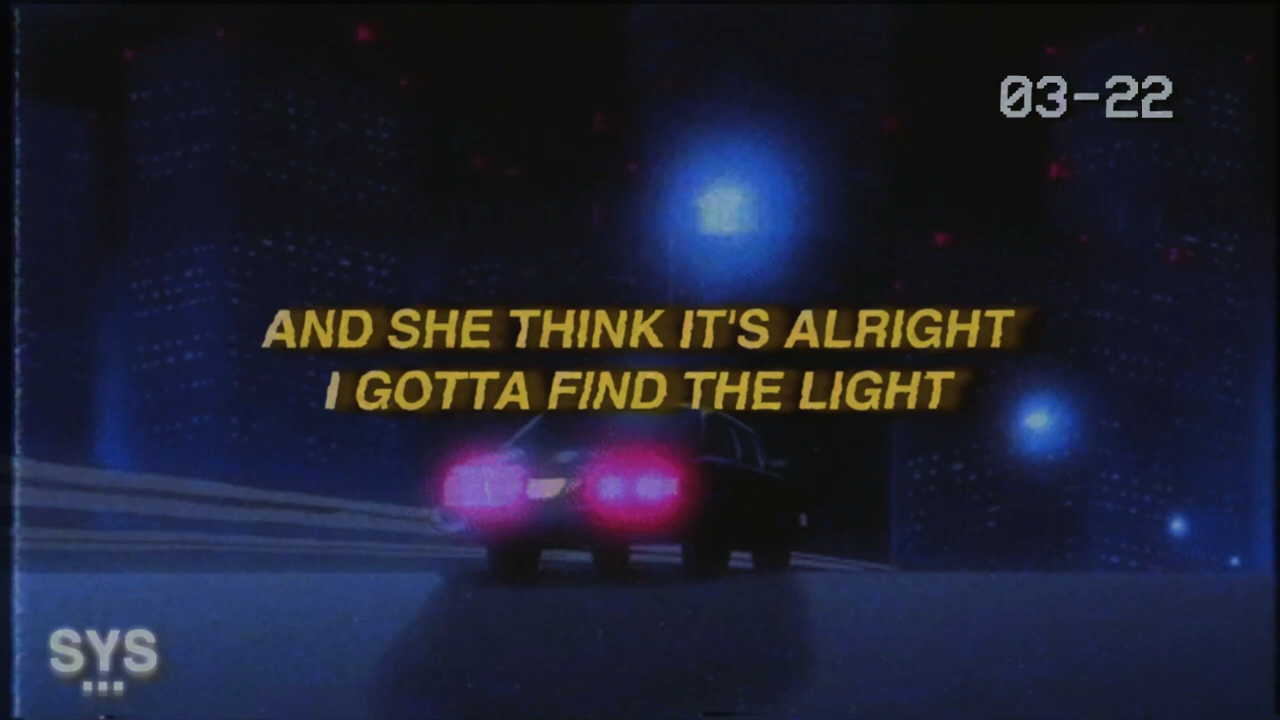 03-22
AND SHE THINK IT'S ALRIGHT
I GOTTA FIND THE LIGHT
SYS